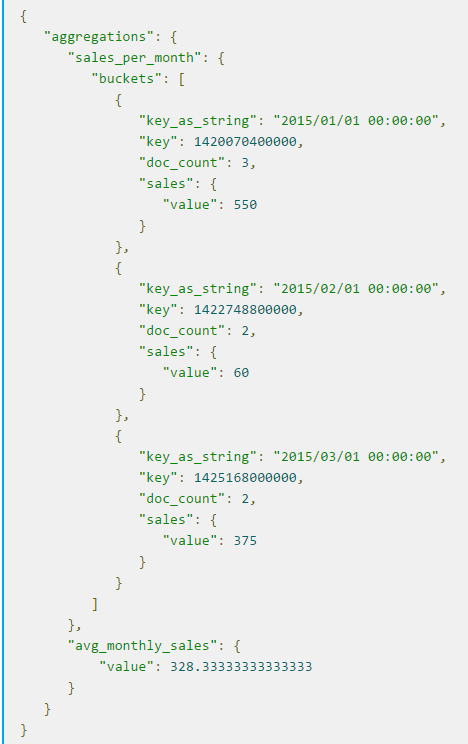 {
   "aggregations": {
      "sales_per_month": {
         "buckets": [
            {
               "key_as_string": "2015/01/01 00:00:00",
               "key": 1420070400000,
               "doc_count": 3,
               "sales": {
                  "value": 550
               }
            },
            {
               "key_as_string": "2015/02/01 00:00:00",
               "key": 1422748800000,
               "doc_count": 2,
               "sales": {
                  "value": 60
               }
            },
            {
               "key_as_string": "2015/03/01 00:00:00",
               "key": 1425168000000,
               "doc_count": 2,
               "sales": {
                  "value": 375
               }
            }
         ]
      },
      "avg_monthly_sales": {
          "value": 328.33333333333333
      }
   }
}